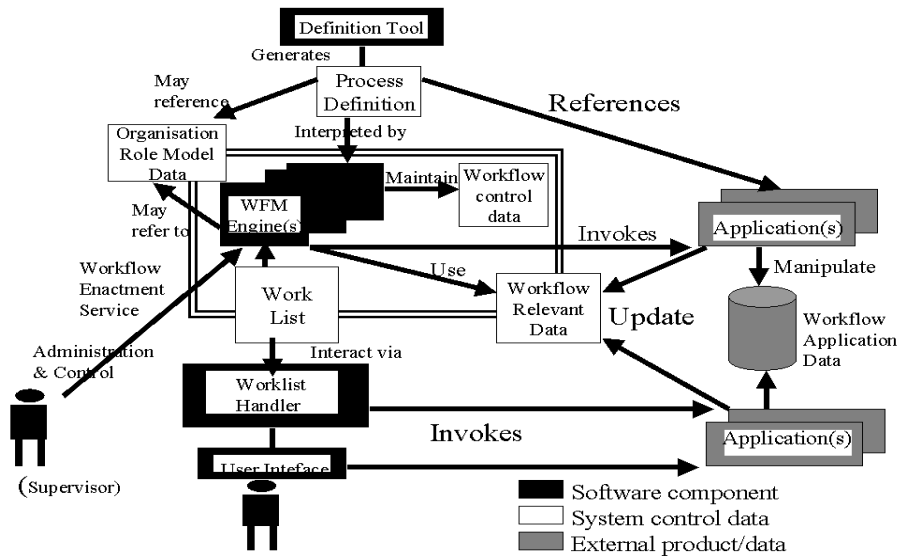 Definition Tool
Generates
May
reference
Process
Definition
References
Organisation
Role Model
Data
Interpreted by
Maintain
Workflow
control
data
WFM
Engine(s)
May
refer to
Application(s)
Invokes
Workflow
Enactment
Service
Use
Manipulate
Work
List
Workflow
Relevant
Data
Update
Workflow
Application
Data
Administration
& Control
Interact via
Worklist
Handler
Invokes
Application(s)
User Inteface
(Supervisor)
Software component
System control data
External product/data